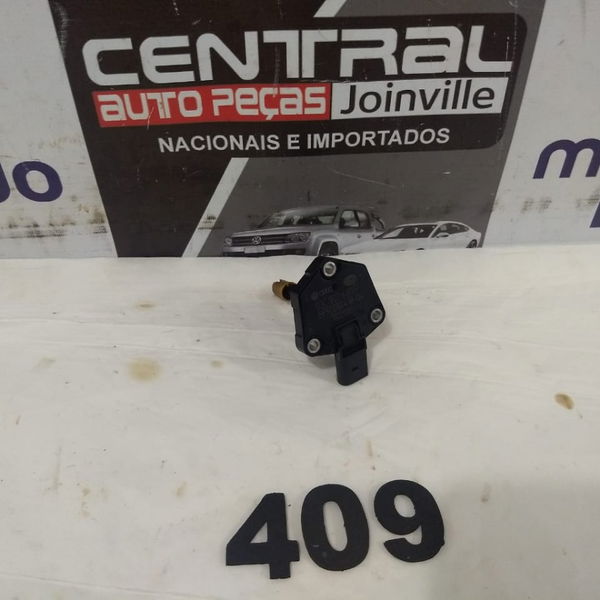 CENTRAL
AUTO PEÇAS Joinville
NACIONAIS E IMPORTADOS
409